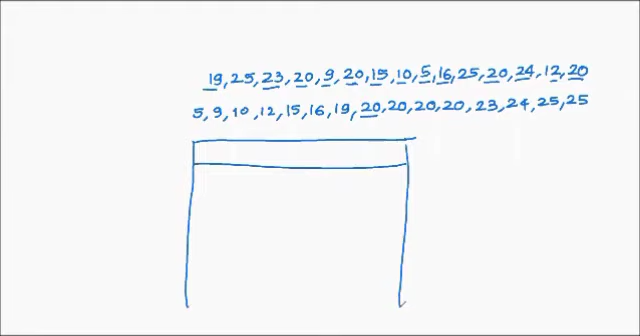 19, 25, 23, 20, 9, 20, 15, 10, 5, 16, 25, 20, 24, 12, 20
5, 9, 10, 12, 15, 16, 19, 20, 20, 20, 20, 23, 24, 25, 25